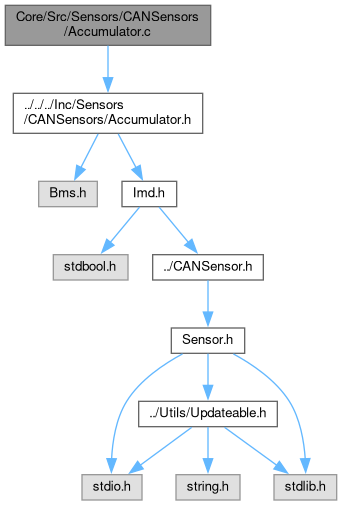 Core/Src/Sensors/CANSensors
/Accumulator.c
../../../Inc/Sensors
/CANSensors/Accumulator.h
Bms.h
Imd.h
stdbool.h
../CANSensor.h
Sensor.h
../Utils/Updateable.h
stdio.h
string.h
stdlib.h